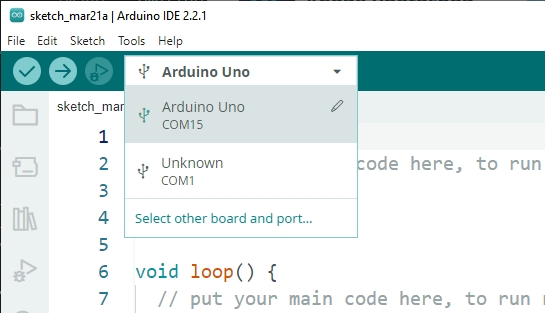 sketch_mar21a | Arduino IDE 2.2.1
File Edit Sketch Tools Help
Arduino Uno
sketch_mar
Arduino Uno
COM15
Unknown
COM1
Select other board and port...
1
2 code here, to run
3
4
5
6 void loop() {
7 // put your main code here, to run